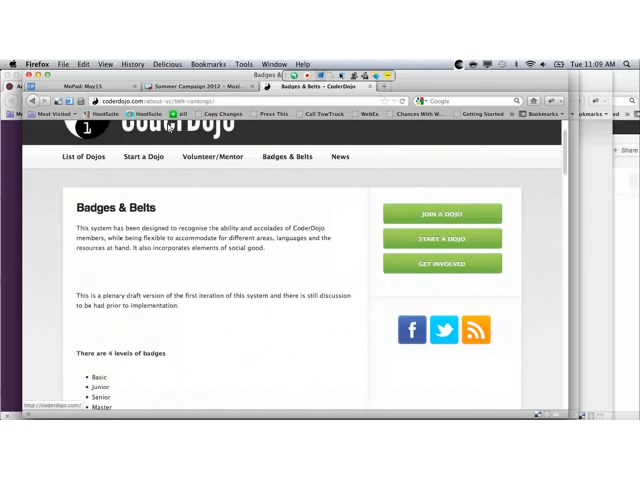 Firefox File Edit View History Delicious Bookmarks Tools Window Help Tue 11:09 AM
Badges &
MoPad: May15 Summer Campaign 2012 – Mozi... Badges & Belts – CoderDojo
coderdojo.com/about-us/belt-rankings/ Google
Most Visited HootSuite HootSuite zill Copy Changes Press This Call TowTruck WebEx Chances With W... Getting Started Bookmarks Bookmarks
CoderDojo
1
List of Dojos Start a Dojo Volunteer/Mentor Badges & Belts News
Share
Badges & Belts
This system has been designed to recognise the ability and accolades of CoderDojo
members, while being flexible to accommodate for different areas, languages and the
resources at hand. It also incorporates elements of social good.
This is a plenary draft version of the first iteration of this system and there is still discussion
to be had prior to implementation.
There are 4 levels of badges
Basic
Junior
Senior
Master
JOIN A DOJO
START A DOJO
GET INVOLVED
http://coderdojo.com/